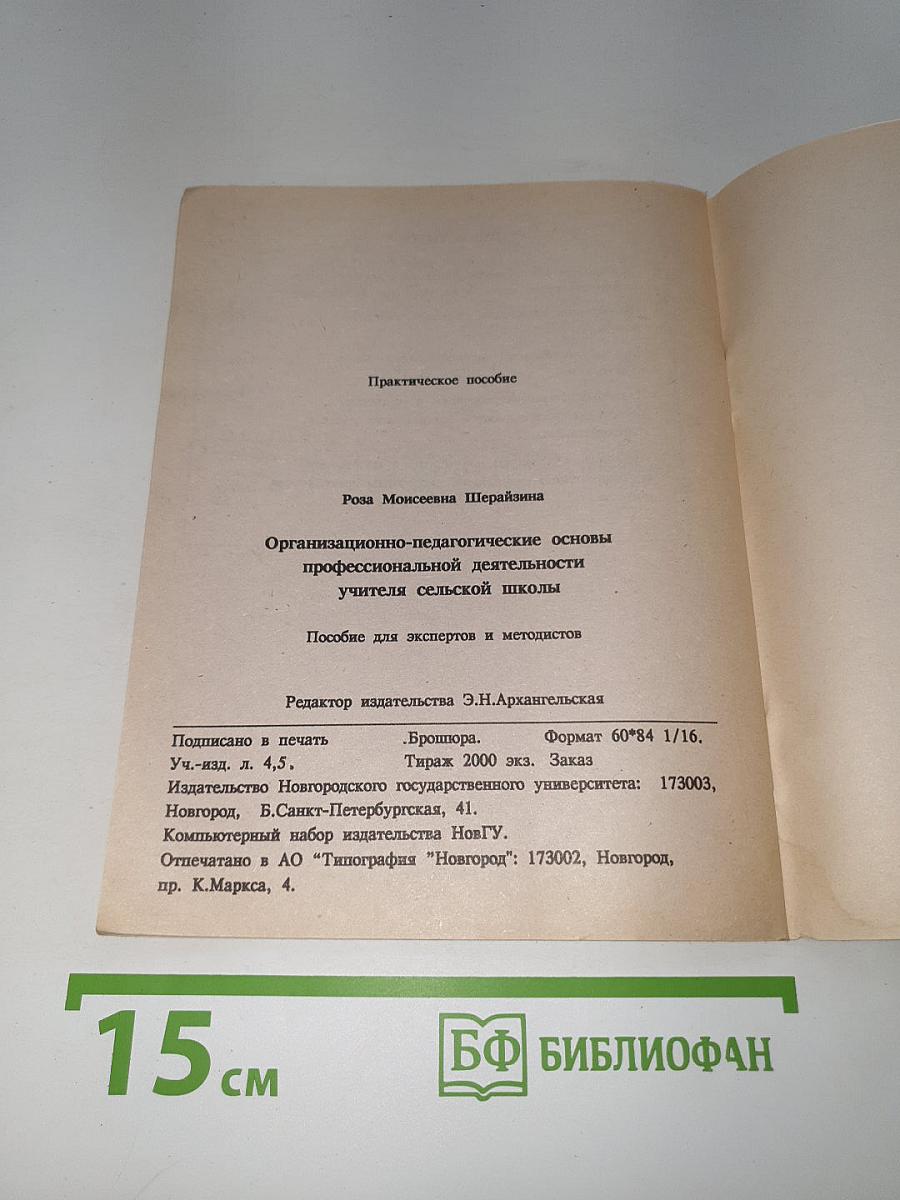 Практическое пособие
Роза Моисеевна Шерайзина
Организационно-педагогические основы
профессиональной деятельности
учителя сельской школы
Пособие для экспертов и методистов
Редактор издательства Э.Н.Архангельская
Подписано в печать .Брошюра. Формат 60*84 1/16.
Уч.-изд. л. 4,5. Тираж 2000 экз. Заказ
Издательство Новгородского государственного университета: 173003,
Новгород, Б.Санкт-Петербургская, 41.
Компьютерный набор издательства НовГУ.
Отпечатано в АО “Типография "Новгород": 173002, Новгород,
пр. К.Маркса, 4.
15 см
БФ БИБЛИОФАН